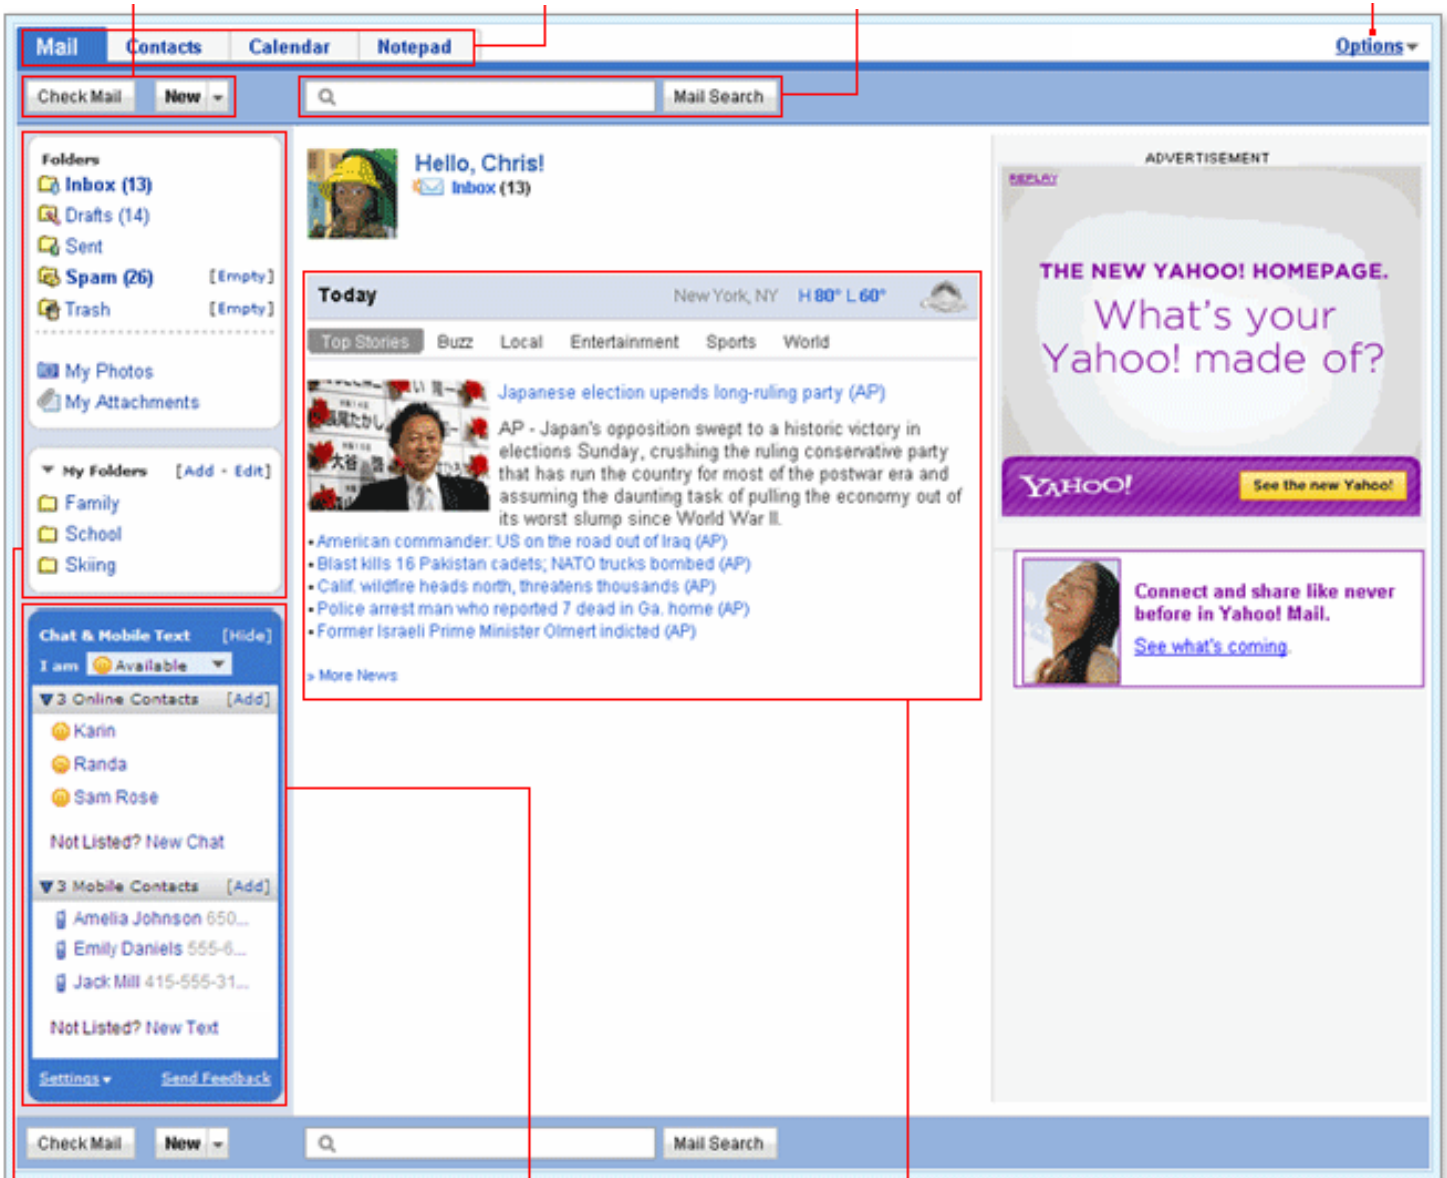 Mail Contacts Calendar Notepad Options
Check Mail New Mail Search
Folders
Inbox (13)
Drafts (14)
Sent
Spam (26) [Empty]
Trash [Empty]
My Photos
My Attachments
My Folders [Add - Edit]
Family
School
Skiing
Chat & Mobile Text [Hide]
I am Available
3 Online Contacts [Add]
Karin
Randa
Sam Rose
Not Listed? New Chat
3 Mobile Contacts [Add]
Amelia Johnson 650...
Emily Daniels 555-6...
Jack Mill 415-555-31...
Not Listed? New Text
Settings Send Feedback
Hello, Chris!
Inbox (13)
Today New York, NY H 80° L 60°
Top Stories Buzz Local Entertainment Sports World
Japanese election upends long-ruling party (AP)
AP - Japan's opposition swept to a historic victory in
elections Sunday, crushing the ruling conservative party
that has run the country for most of the postwar era and
assuming the daunting task of pulling the economy out of
its worst slump since World War II.
• American commander: US on the road out of Iraq (AP)
• Blast kills 16 Pakistan cadets; NATO trucks bombed (AP)
• Calif. wildfire heads north, threatens thousands (AP)
• Police arrest man who reported 7 dead in Ga. home (AP)
• Former Israeli Prime Minister Olmert indicted (AP)
» More News
ADVERTISEMENT
REPLAY
THE NEW YAHOO! HOMEPAGE.
What's your
Yahoo! made of?
YAHOO! See the new Yahoo!
Connect and share like never
before in Yahoo! Mail.
See what's coming.
Check Mail New Mail Search